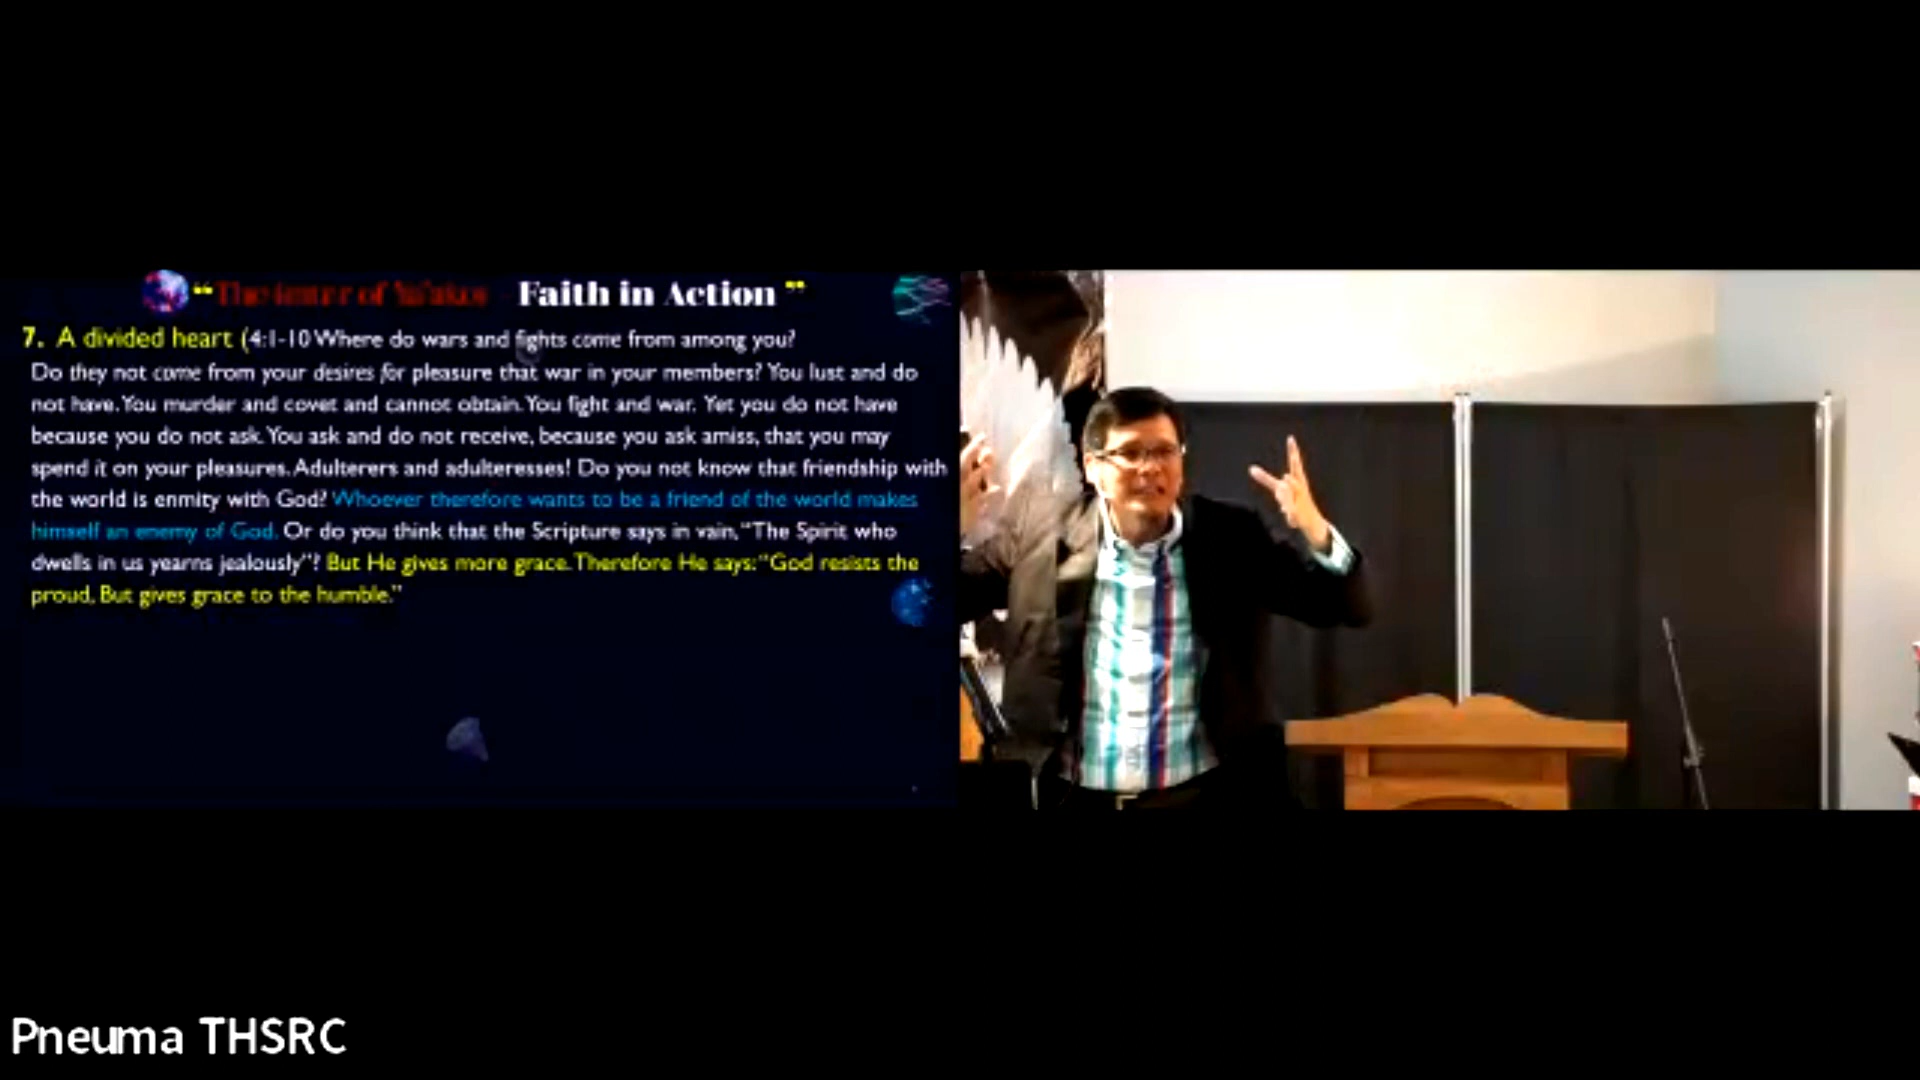 “The letter of Ya'akov - Faith in Action ”
7. A divided heart (4:1-10 Where do wars and fights come from among you?
Do they not come from your desires for pleasure that war in your members? You lust and do
not have. You murder and covet and cannot obtain. You fight and war. Yet you do not have
because you do not ask. You ask and do not receive, because you ask amiss, that you may
spend it on your pleasures. Adulterers and adulteresses! Do you not know that friendship with
the world is enmity with God? Whoever therefore wants to be a friend of the world makes
himself an enemy of God. Or do you think that the Scripture says in vain, “The Spirit who
dwells in us yearns jealously”? But He gives more grace. Therefore He says: “God resists the
proud, But gives grace to the humble.”
Pneuma THSRC